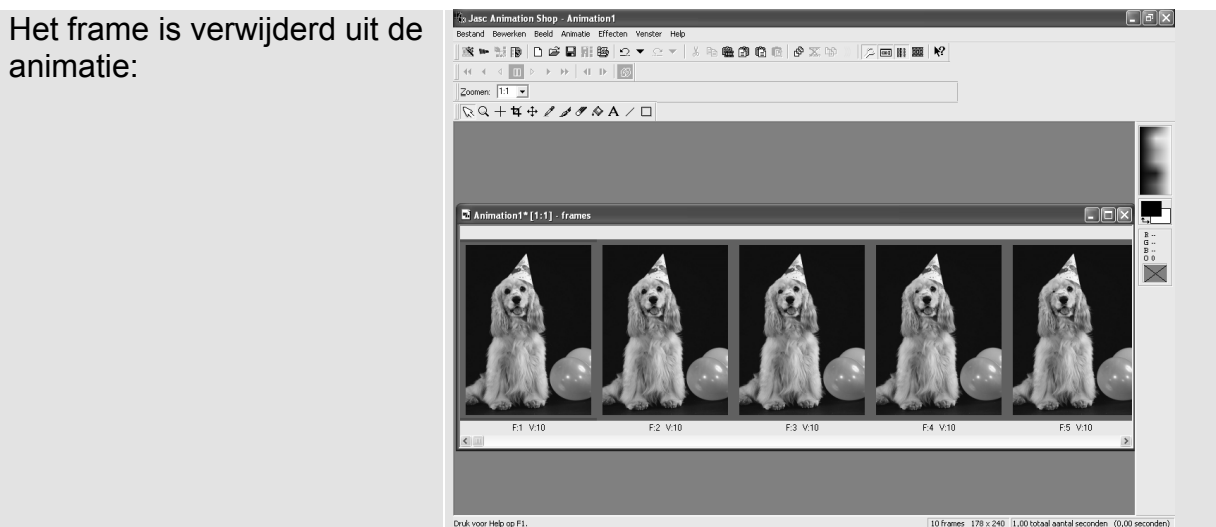 Het frame is verwijderd uit de
animatie:
Jasc Animation Shop - Animation1
Bestand Bewerken Beeld Animatie Effecten Venster Help
Zoomen: 1:1
Animation1* [1:1] - frames
F:1 V:10 F:2 V:10 F:3 V:10 F:4 V:10 F:5 V:10
R --
G --
B --
O 0
Druk voor Help op F1. 10 frames 178 x 240 1,00 totaal aantal seconden (0,00 seconden)